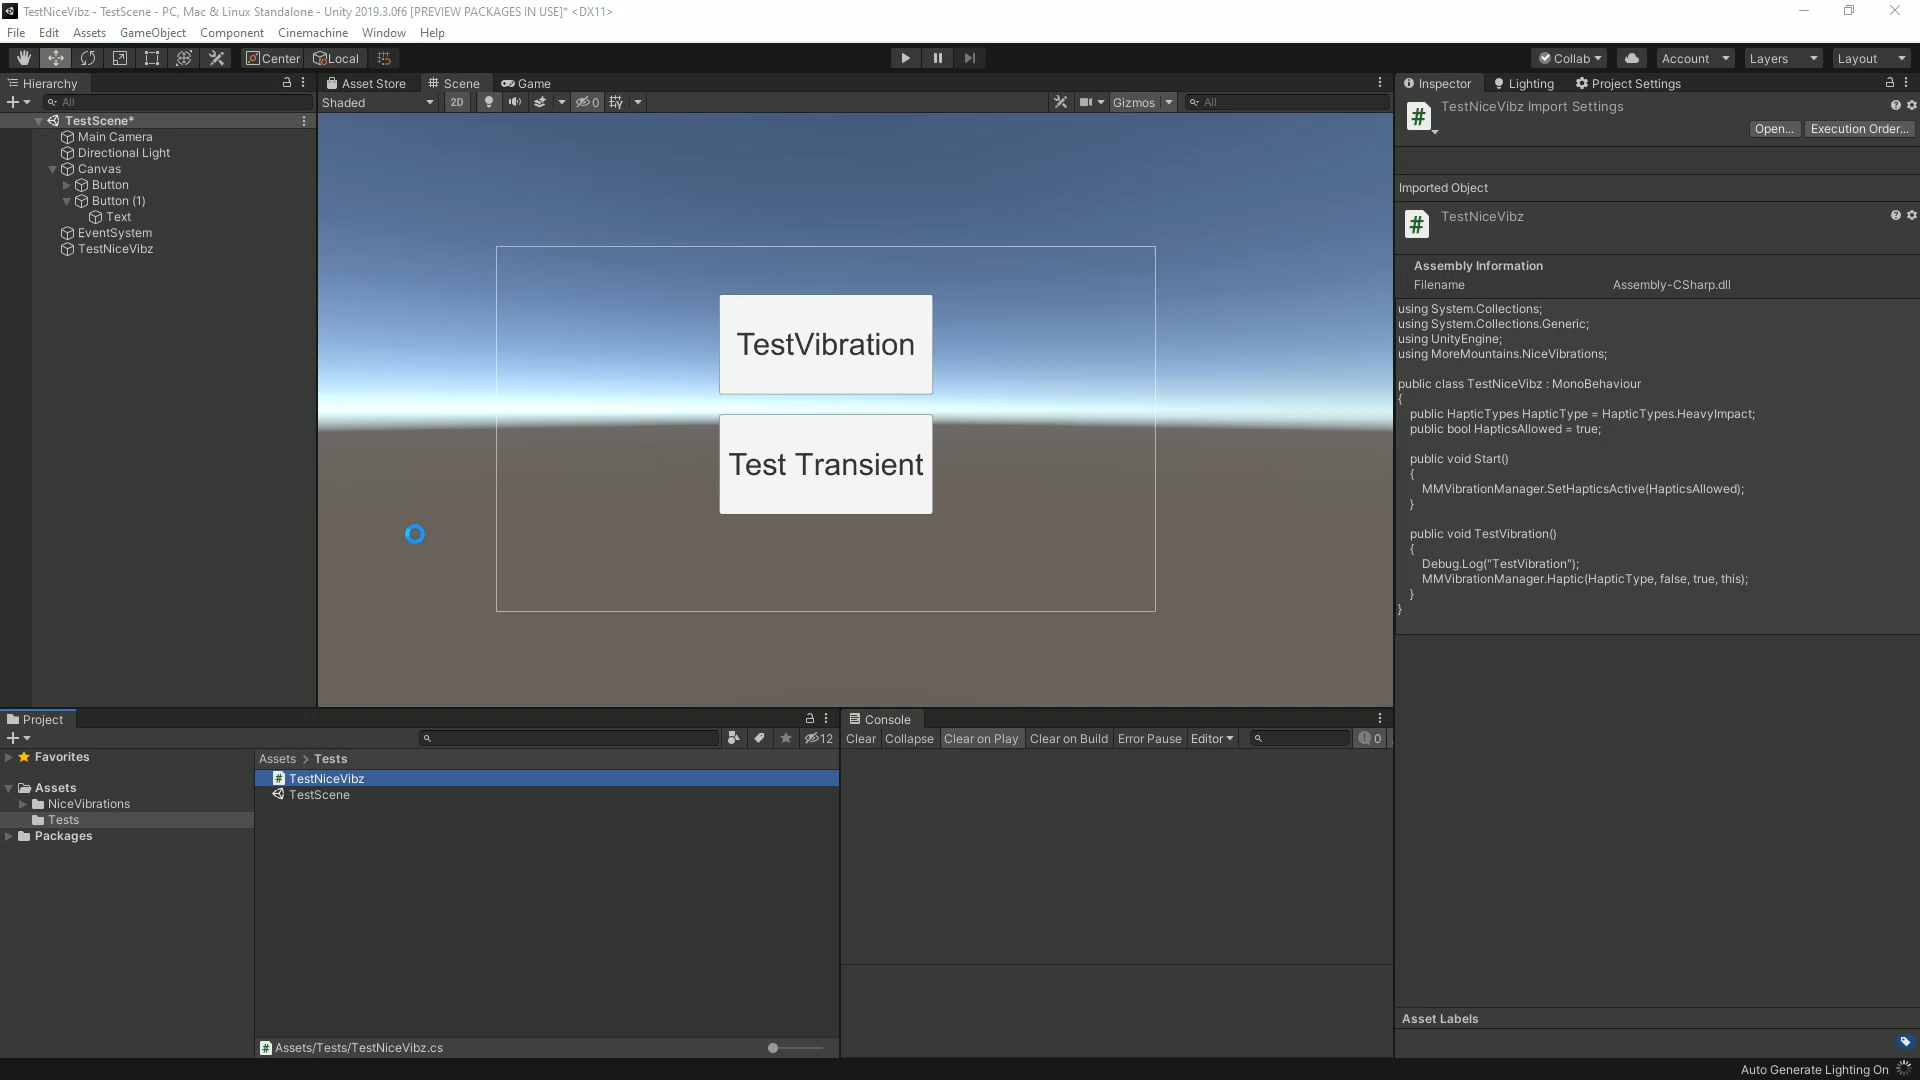 TestNiceVibz - TestScene - PC, Mac & Linux Standalone - Unity 2019.3.0f6 [PREVIEW PACKAGES IN USE]* <DX11>
File Edit Assets GameObject Component Cinemachine Window Help
Center Local Collab Account Layers Layout
Hierarchy
All
TestScene*
Main Camera
Directional Light
Canvas
Button
Button (1)
Text
EventSystem
TestNiceVibz
Asset Store Scene Game
Shaded 2D 0 Gizmos All
TestVibration
Test Transient
Inspector Lighting Project Settings
TestNiceVibz Import Settings
Open... Execution Order...
Imported Object
TestNiceVibz
Assembly Information
Filename Assembly-CSharp.dll
using System.Collections;
using System.Collections.Generic;
using UnityEngine;
using MoreMountains.NiceVibrations;
public class TestNiceVibz : MonoBehaviour
{
public HapticTypes HapticType = HapticTypes.HeavyImpact;
public bool HapticsAllowed = true;
public void Start()
{
MMVibrationManager.SetHapticsActive(HapticsAllowed);
}
public void TestVibration()
{
Debug.Log("TestVibration");
MMVibrationManager.Haptic(HapticType, false, true, this);
}
}
Asset Labels
Project
12
Favorites
Assets
NiceVibrations
Tests
Packages
Assets > Tests
TestNiceVibz
TestScene
Assets/Tests/TestNiceVibz.cs
Console
Clear Collapse Clear on Play Clear on Build Error Pause Editor 0
Auto Generate Lighting On